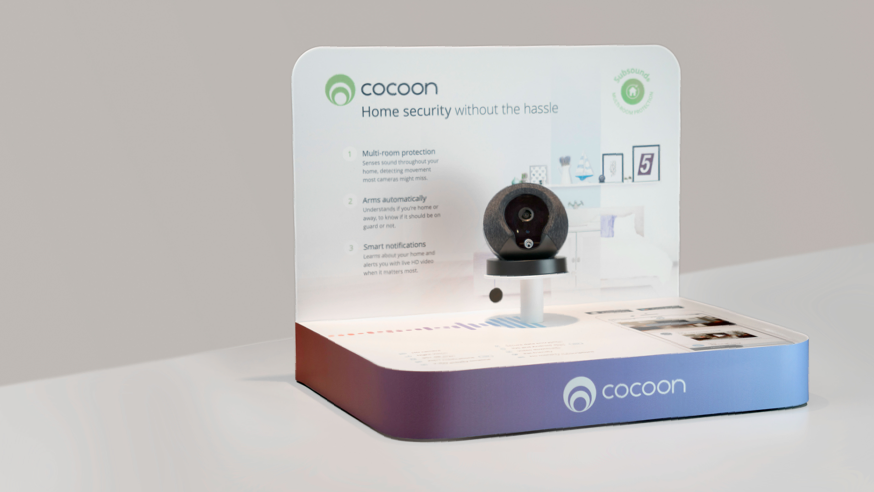 cocoon
Home security without the hassle
Subsound
1 Multi-room protection
Senses sound throughout your
home, detecting movement
most cameras might miss.
2 Arms automatically
Understands if you're home or
away, to know if it should be on
guard or not.
3 Smart notifications
Learns about your home and
alerts you with live HD video
when it matters most.
5
cocoon